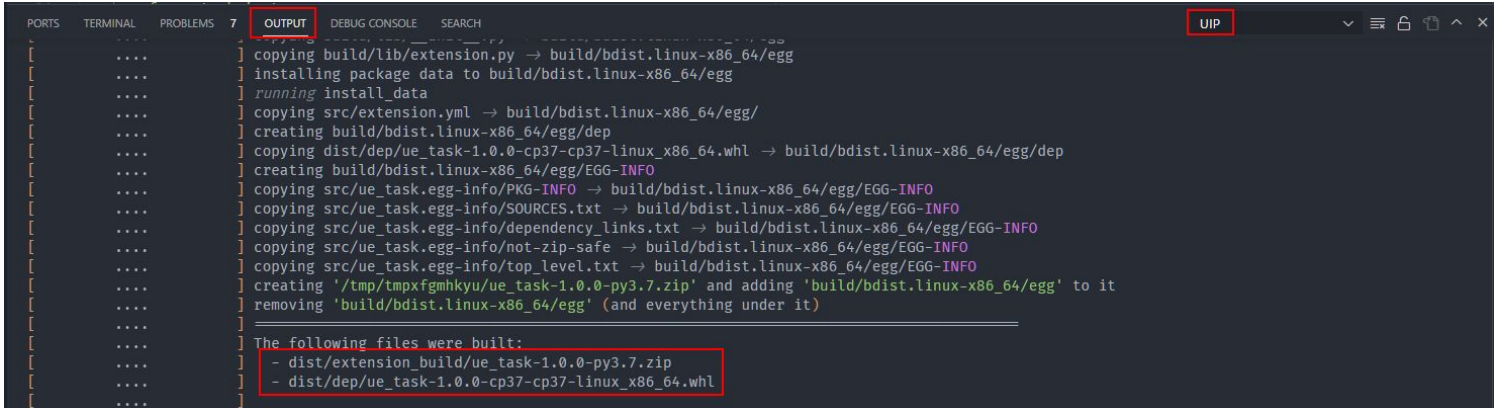 PORTS TERMINAL PROBLEMS 7 OUTPUT DEBUG CONSOLE SEARCH UIP
[ .... ] copying build/lib/__init__.py → build/bdist.linux-x86_64/egg
[ .... ] copying build/lib/extension.py → build/bdist.linux-x86_64/egg
[ .... ] installing package data to build/bdist.linux-x86_64/egg
[ .... ] running install_data
[ .... ] copying src/extension.yml → build/bdist.linux-x86_64/egg/
[ .... ] creating build/bdist.linux-x86_64/egg/dep
[ .... ] copying dist/dep/ue_task-1.0.0-cp37-cp37-linux_x86_64.whl → build/bdist.linux-x86_64/egg/dep
[ .... ] creating build/bdist.linux-x86_64/egg/EGG-INFO
[ .... ] copying src/ue_task.egg-info/PKG-INFO → build/bdist.linux-x86_64/egg/EGG-INFO
[ .... ] copying src/ue_task.egg-info/SOURCES.txt → build/bdist.linux-x86_64/egg/EGG-INFO
[ .... ] copying src/ue_task.egg-info/dependency_links.txt → build/bdist.linux-x86_64/egg/EGG-INFO
[ .... ] copying src/ue_task.egg-info/not-zip-safe → build/bdist.linux-x86_64/egg/EGG-INFO
[ .... ] copying src/ue_task.egg-info/top_level.txt → build/bdist.linux-x86_64/egg/EGG-INFO
[ .... ] creating '/tmp/tmpxfgmhkyu/ue_task-1.0.0-py3.7.zip' and adding 'build/bdist.linux-x86_64/egg' to it
[ .... ] removing 'build/bdist.linux-x86_64/egg' (and everything under it)
[ .... ]
[ .... ] The following files were built:
[ .... ] - dist/extension_build/ue_task-1.0.0-py3.7.zip
[ .... ] - dist/dep/ue_task-1.0.0-cp37-cp37-linux_x86_64.whl
[ .... ]